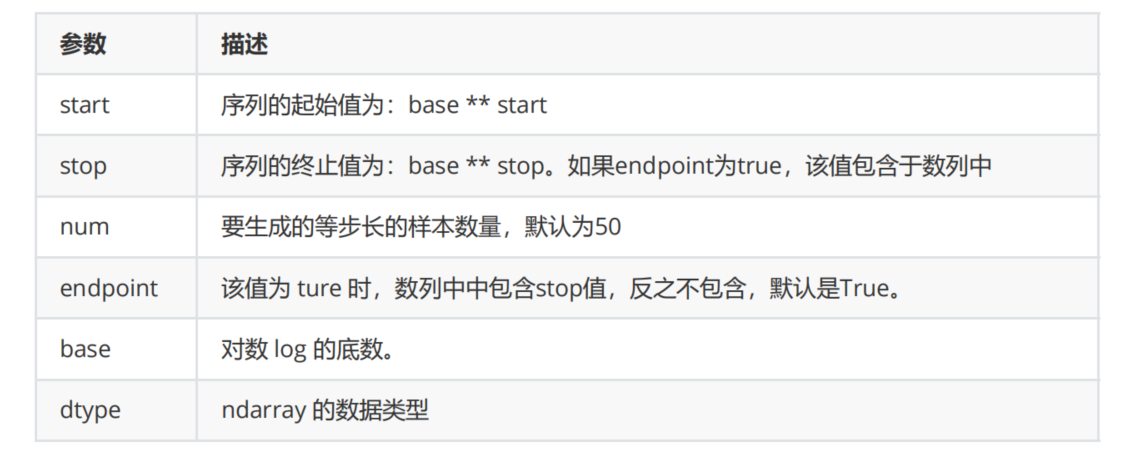 参数 描述
start 序列的起始值为：base ** start
stop 序列的终止值为：base ** stop。如果endpoint为true，该值包含于数列中
num 要生成的等步长的样本数量，默认为50
endpoint 该值为 ture 时，数列中中包含stop值，反之不包含，默认是True。
base 对数 log 的底数。
dtype ndarray 的数据类型